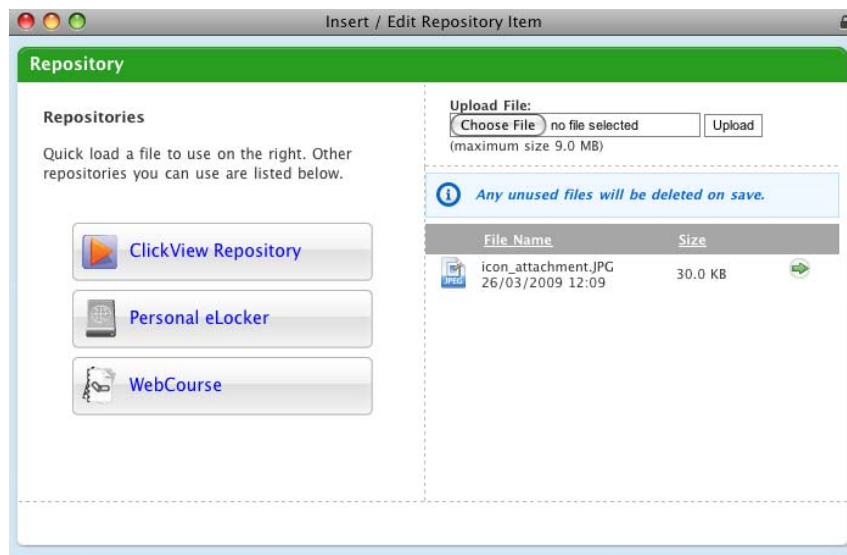 Insert / Edit Repository Item
Repository
Repositories
Quick load a file to use on the right. Other
repositories you can use are listed below.
ClickView Repository
Personal eLocker
WebCourse
Upload File:
Choose File no file selected Upload
(maximum size 9.0 MB)
Any unused files will be deleted on save.
File Name Size
JPEG
icon_attachment.JPG
26/03/2009 12:09
30.0 KB